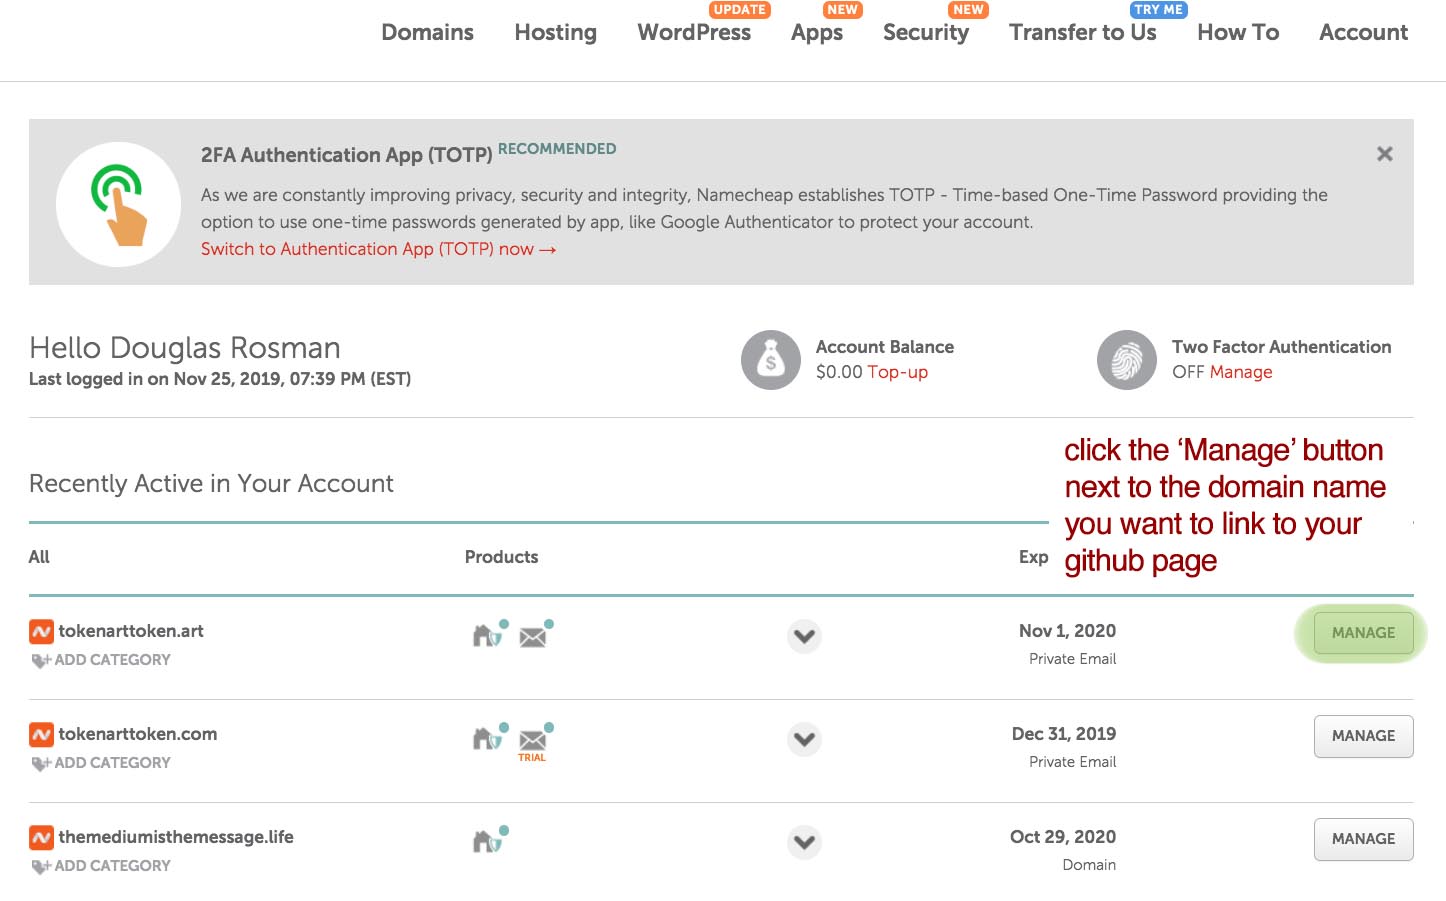 UPDATE NEW NEW TRY ME
Domains Hosting WordPress Apps Security Transfer to Us How To Account
2FA Authentication App (TOTP) RECOMMENDED
As we are constantly improving privacy, security and integrity, Namecheap establishes TOTP - Time-based One-Time Password providing the
option to use one-time passwords generated by app, like Google Authenticator to protect your account.
Switch to Authentication App (TOTP) now →
Hello Douglas Rosman
Last logged in on Nov 25, 2019, 07:39 PM (EST)
Account Balance
$0.00 Top-up
Two Factor Authentication
OFF Manage
click the ‘Manage’ button
next to the domain name
you want to link to your
github page
Recently Active in Your Account
All Products Exp
tokenarttoken.art Nov 1, 2020 MANAGE
ADD CATEGORY Private Email
tokenarttoken.com Dec 31, 2019 MANAGE
TRIAL
ADD CATEGORY Private Email
themediumisthemessage.life Oct 29, 2020 MANAGE
ADD CATEGORY Domain